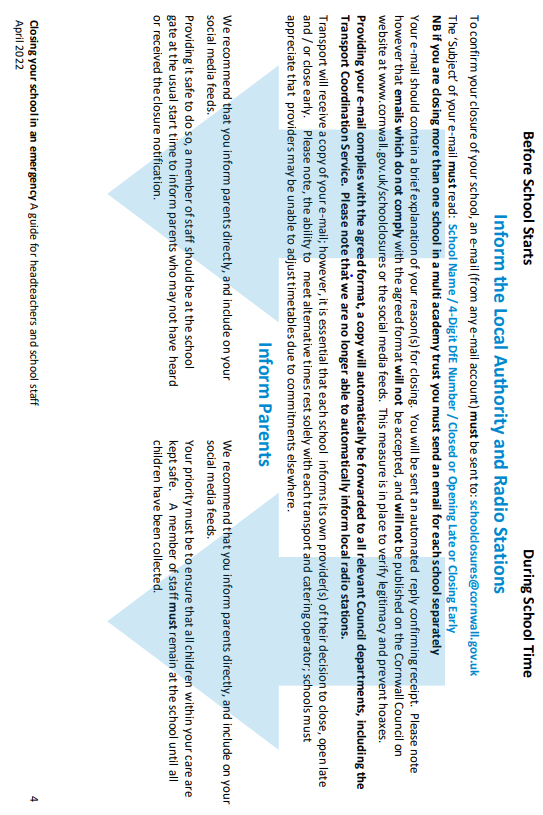 Before School Starts
During School Time
Inform the Local Authority and Radio Stations
To confirm your closure of your school, an e-mail (from any e-mail account) must be sent to: schoolclosures@cornwall.gov.uk
The ‘Subject’ of your e-mail must read: School Name / 4-Digit DfE Number / Closed or Opening Late or Closing Early
NB if you are closing more than one school in a multi academy trust you must send an email for each school separately
Your e-mail should contain a brief explanation of your reason(s) for closing. You will be sent an automated reply confirming receipt. Please note
however that emails which do not comply with the agreed format will not be accepted, and will not be published on the Cornwall Council on
website at www.cornwall.gov.uk/schoolclosures or the social media feeds. This measure is in place to verify legitimacy and prevent hoaxes.
Providing your e-mail complies with the agreed format, a copy will automatically be forwarded to all relevant Council departments, including the
Transport Coordination Service. Please note that we are no longer able to automatically inform local radio stations.
Transport will receive a copy of your e-mail; however, it is essential that each school informs its own provider(s) of their decision to close, open late
and / or close early. Please note, the ability to meet alternative times rest solely with each transport and catering operator; schools must
appreciate that providers may be unable to adjust timetables due to commitments elsewhere.
Inform Parents
We recommend that you inform parents directly, and include on your
social media feeds.
Providing it safe to do so, a member of staff should be at the school
gate at the usual start time to inform parents who may not have heard
or received the closure notification.
We recommend that you inform parents directly, and include on your
social media feeds.
Your priority must be to ensure that all children within your care are
kept safe. A member of staff must remain at the school until all
children have been collected.
Closing your school in an emergency A guide for headteachers and school staff
April 2022
4